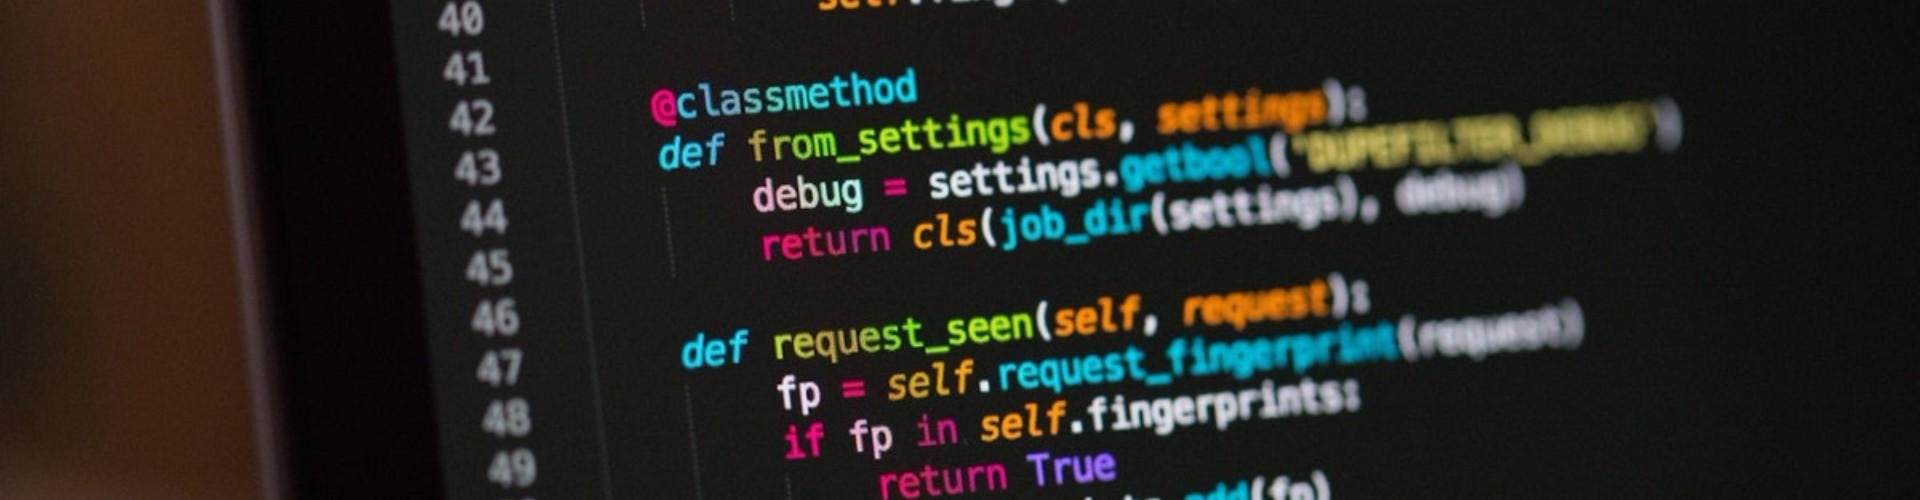 40
41
42 @classmethod
43 def from_settings(cls, settings):
44 debug = settings.getbool("DUPEFILTER_DEBUG")
45 return cls(job_dir(settings), debug)
46
47 def request_seen(self, request):
48 fp = self.request_fingerprint(request)
49 if fp in self.fingerprints:
return True
add(fp)